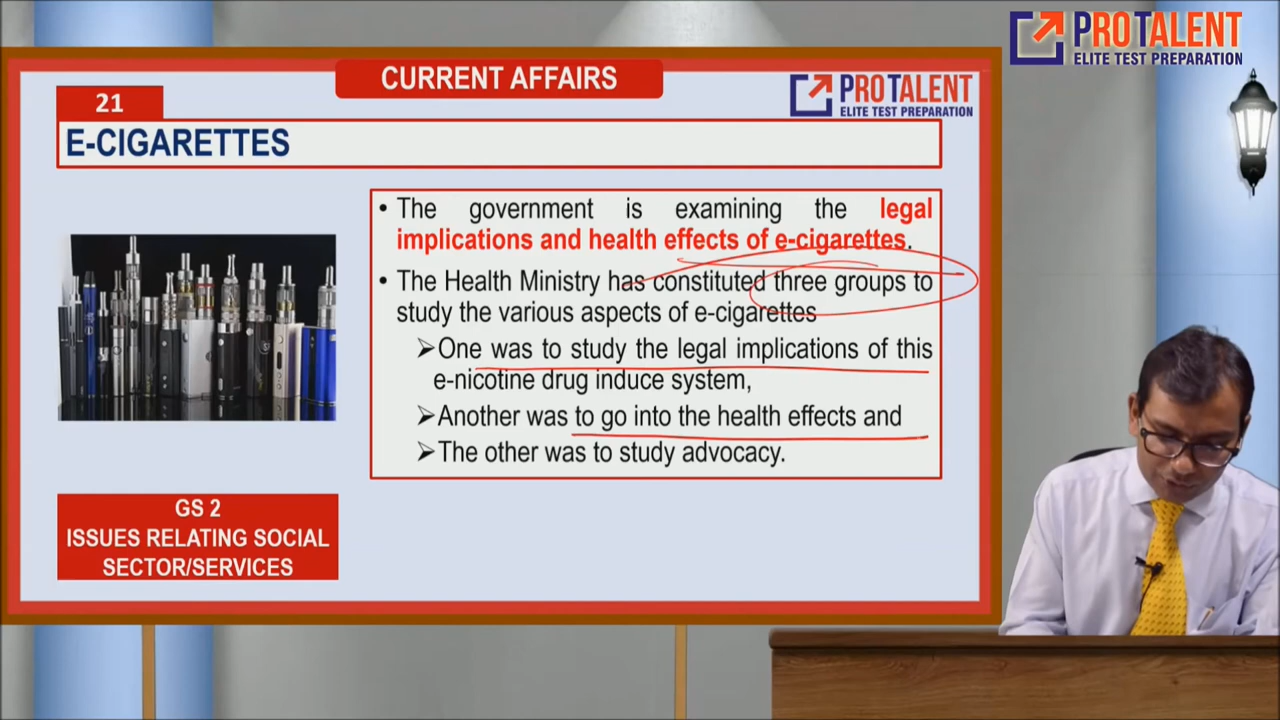 PROTALENT
ELITE TEST PREPARATION
CURRENT AFFAIRS
PROTALENT
ELITE TEST PREPARATION
21
E-CIGARETTES
• The government is examining the legal
implications and health effects of e-cigarettes.
• The Health Ministry has constituted three groups to
study the various aspects of e-cigarettes
➢One was to study the legal implications of this
e-nicotine drug induce system,
➢Another was to go into the health effects and
➢The other was to study advocacy.
GS 2
ISSUES RELATING SOCIAL
SECTOR/SERVICES